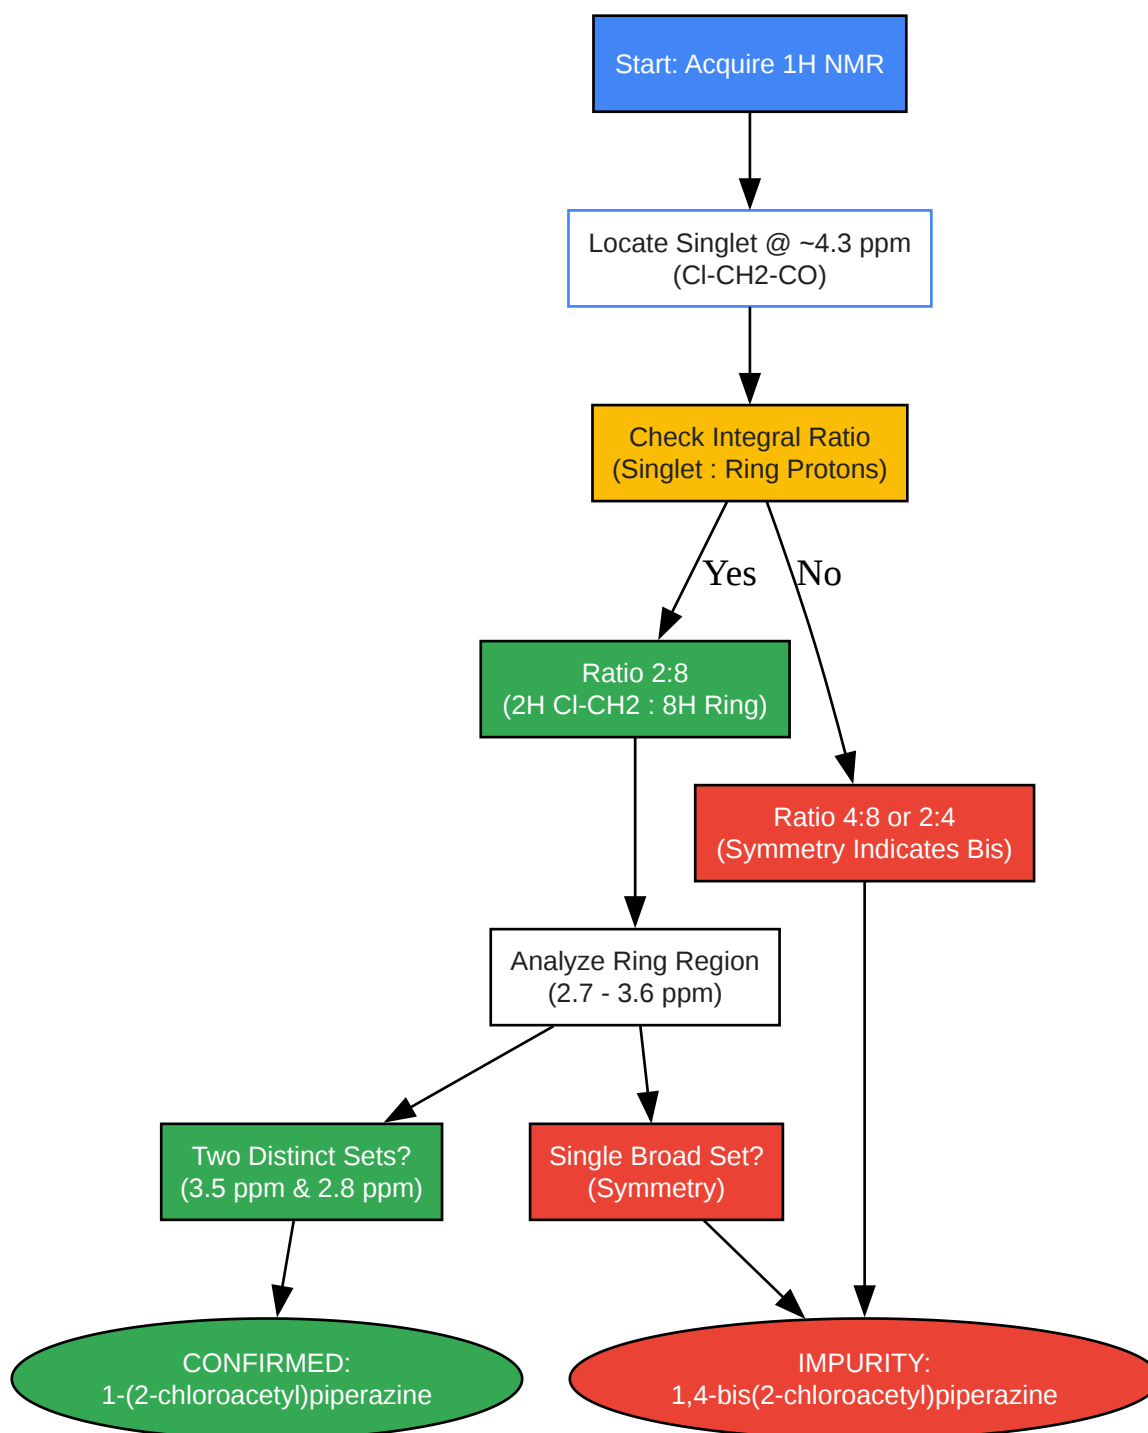 Start: Acquire 1H NMR
Locate Singlet @ ~4.3 ppm
(Cl-CH2-CO)
Check Integral Ratio
(Singlet : Ring Protons)
Yes
No
Ratio 2:8
(2H Cl-CH2 : 8H Ring)
Ratio 4:8 or 2:4
(Symmetry Indicates Bis)
Analyze Ring Region
(2.7 - 3.6 ppm)
Two Distinct Sets?
(3.5 ppm & 2.8 ppm)
Single Broad Set?
(Symmetry)
CONFIRMED:
1-(2-chloroacetyl)piperazine
IMPURITY:
1,4-bis(2-chloroacetyl)piperazine